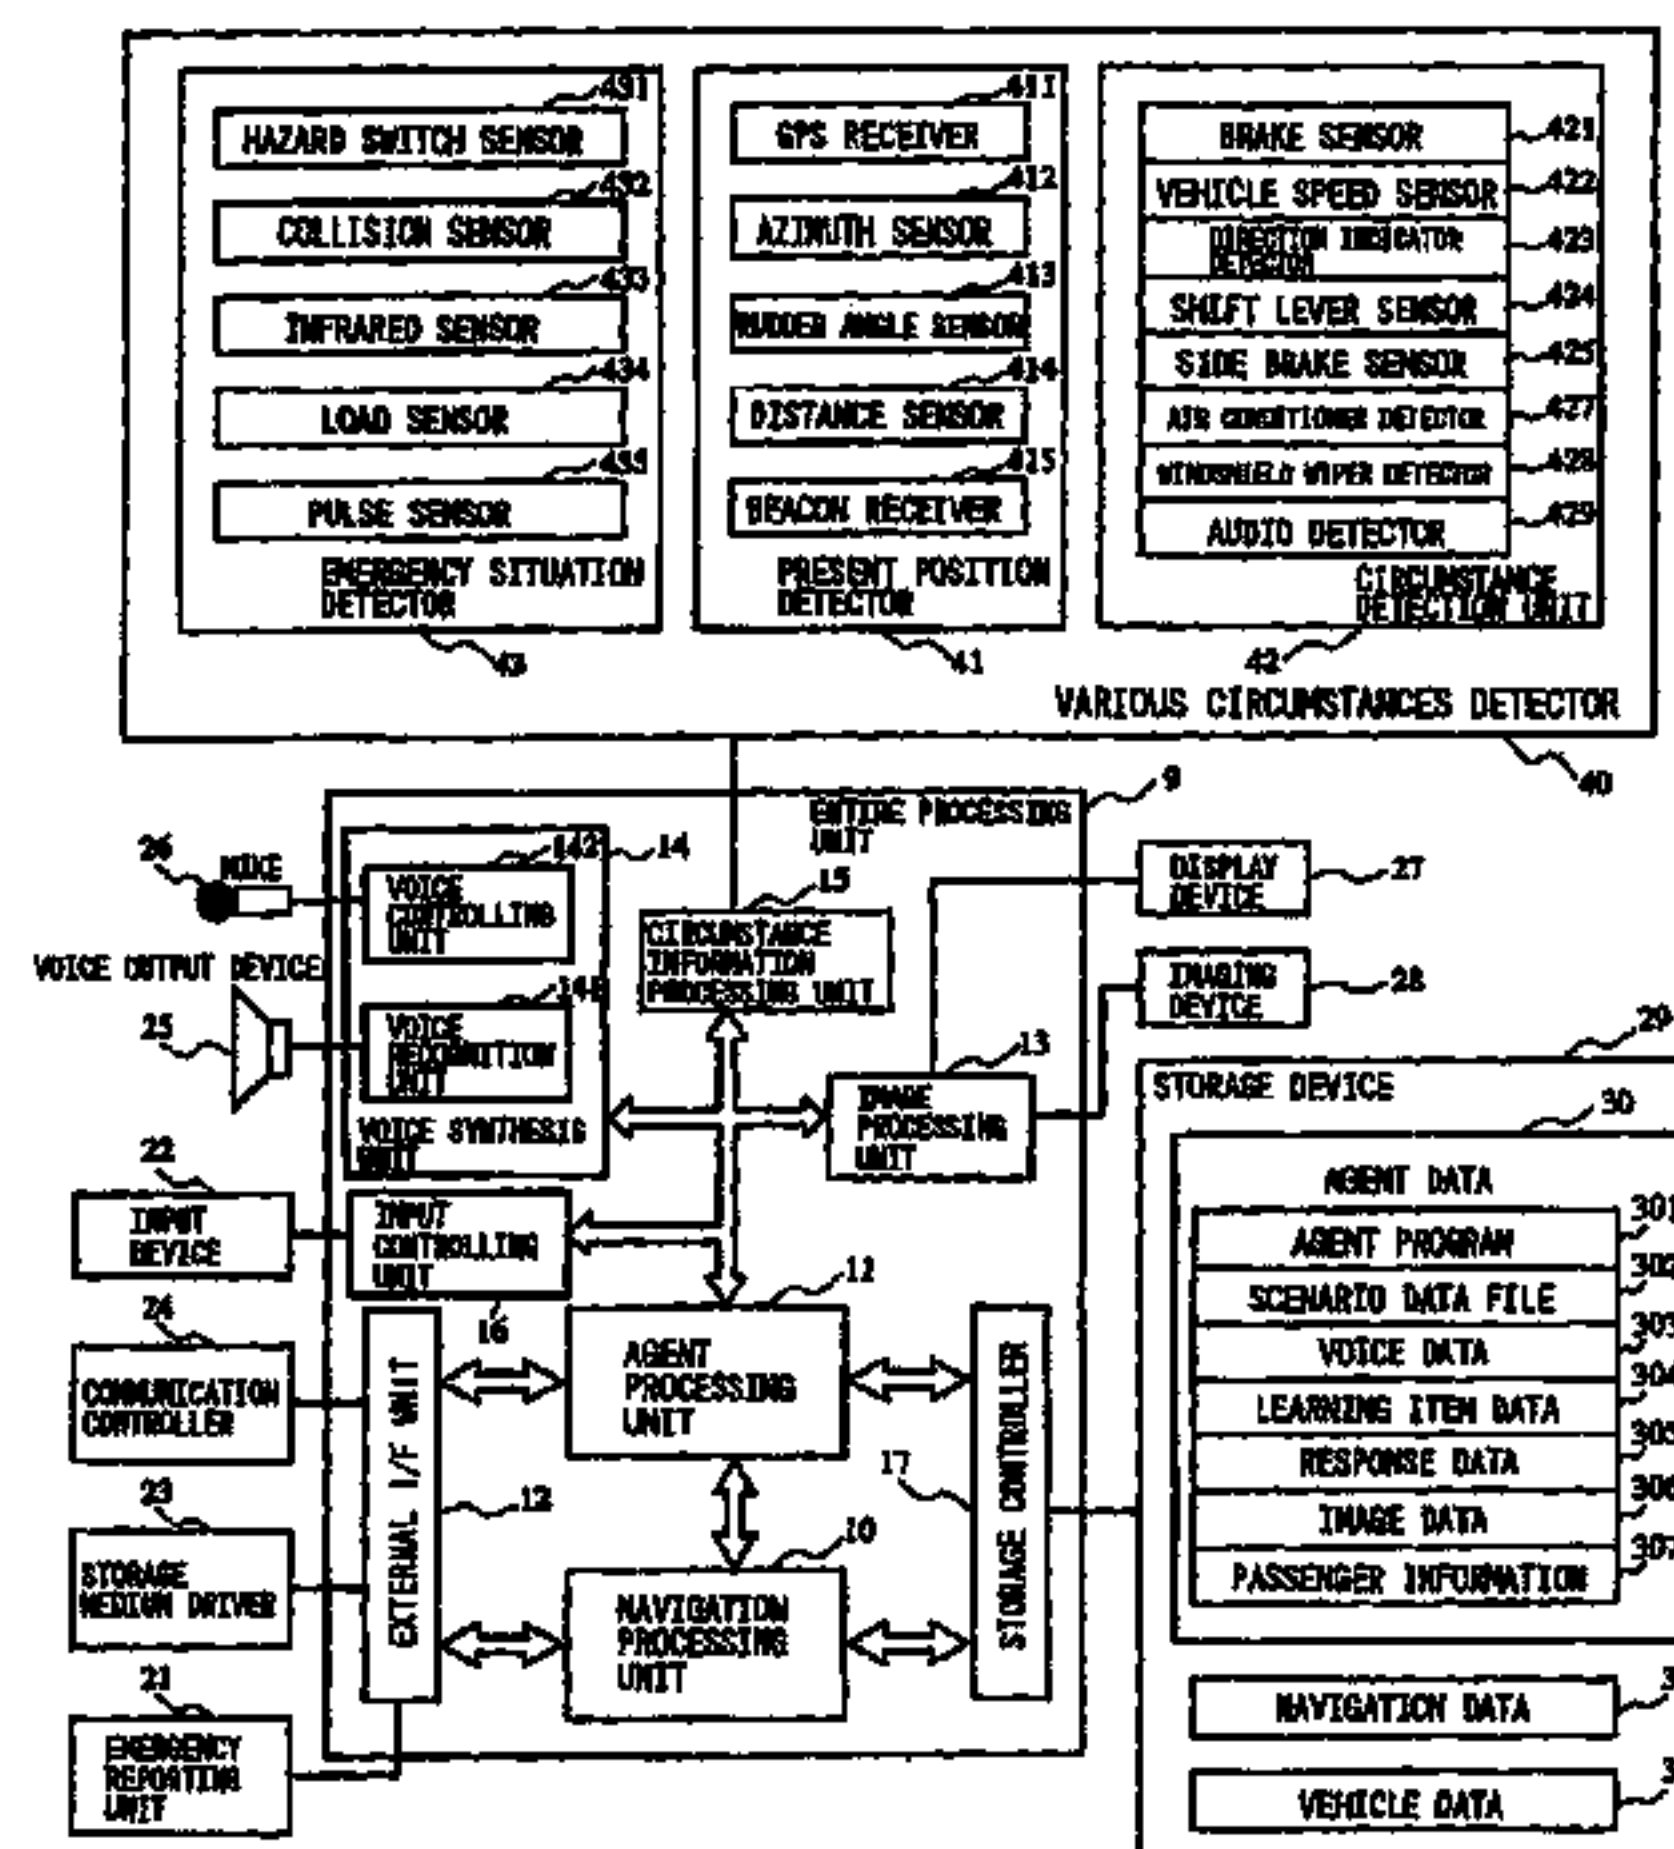 431
HAZARD SWITCH SENSOR
432
COLLISION SENSOR
433
INFRARED SENSOR
434
LOAD SENSOR
435
PULSE SENSOR
EMERGENCY SITUATION
DETECTOR
43
411
GPS RECEIVER
412
AZIMUTH SENSOR
413
RUDDER ANGLE SENSOR
414
DISTANCE SENSOR
415
BEACON RECEIVER
PRESENT POSITION
DETECTOR
41
BRAKE SENSOR 421
VEHICLE SPEED SENSOR 422
DIRECTION INDICATOR
DETECTOR
423
SHIFT LEVER SENSOR 424
SIDE BRAKE SENSOR 425
AIR CONDITIONER DETECTOR 427
WINDSHIELD WIPER DETECTOR 428
AUDIO DETECTOR 429
CIRCUMSTANCE
DETECTION UNIT
42
VARIOUS CIRCUMSTANCES DETECTOR
40
9
ENTIRE PROCESSING
UNIT
26
MIKE
142
14
VOICE
CONTROLLING
UNIT
VOICE OUTPUT DEVICE
25
141
VOICE
RECOGNITION
UNIT
VOICE SYNTHESIS
UNIT
15
CIRCUMSTANCE
INFORMATION
PROCESSING UNIT
DISPLAY
DEVICE
27
IMAGING
DEVICE
28
13
IMAGE
PROCESSING
UNIT
22
INPUT
DEVICE
INPUT
CONTROLLING
UNIT
16
24
COMMUNICATION
CONTROLLER
23
STORAGE
MEDIUM DRIVER
21
EMERGENCY
REPORTING
UNIT
EXTERNAL I/F UNIT
12
11
AGENT
PROCESSING
UNIT
10
NAVIGATION
PROCESSING
UNIT
17
STORAGE CONTROLLER
29
STORAGE DEVICE
30
AGENT DATA
AGENT PROGRAM 301
SCENARIO DATA FILE 302
VOICE DATA 303
LEARNING ITEM DATA 304
RESPONSE DATA 305
IMAGE DATA 306
PASSENGER INFORMATION 307
NAVIGATION DATA
VEHICLE DATA